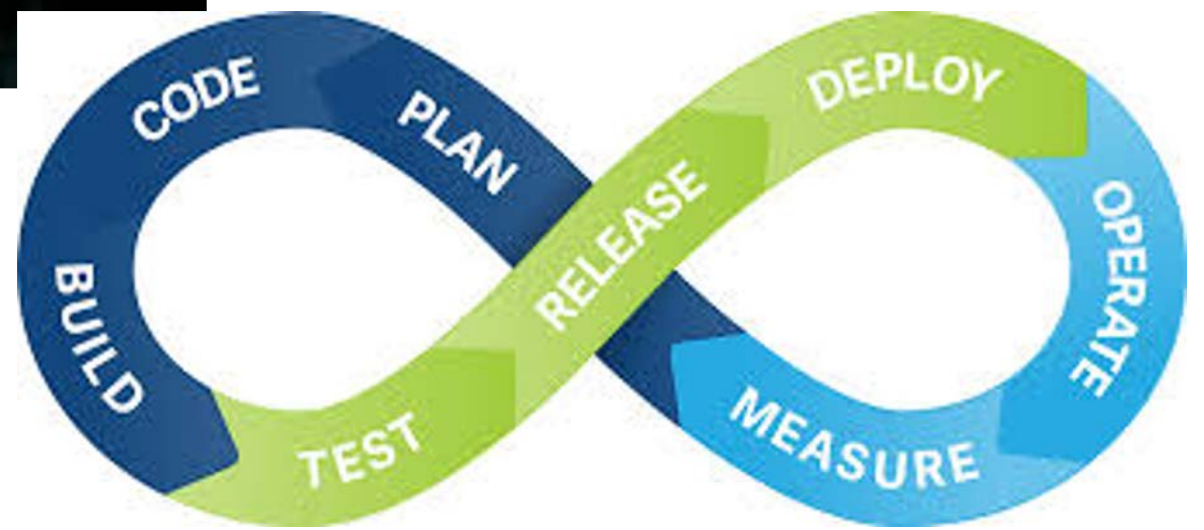 PLAN
CODE
BUILD
TEST
RELEASE
DEPLOY
OPERATE
MEASURE